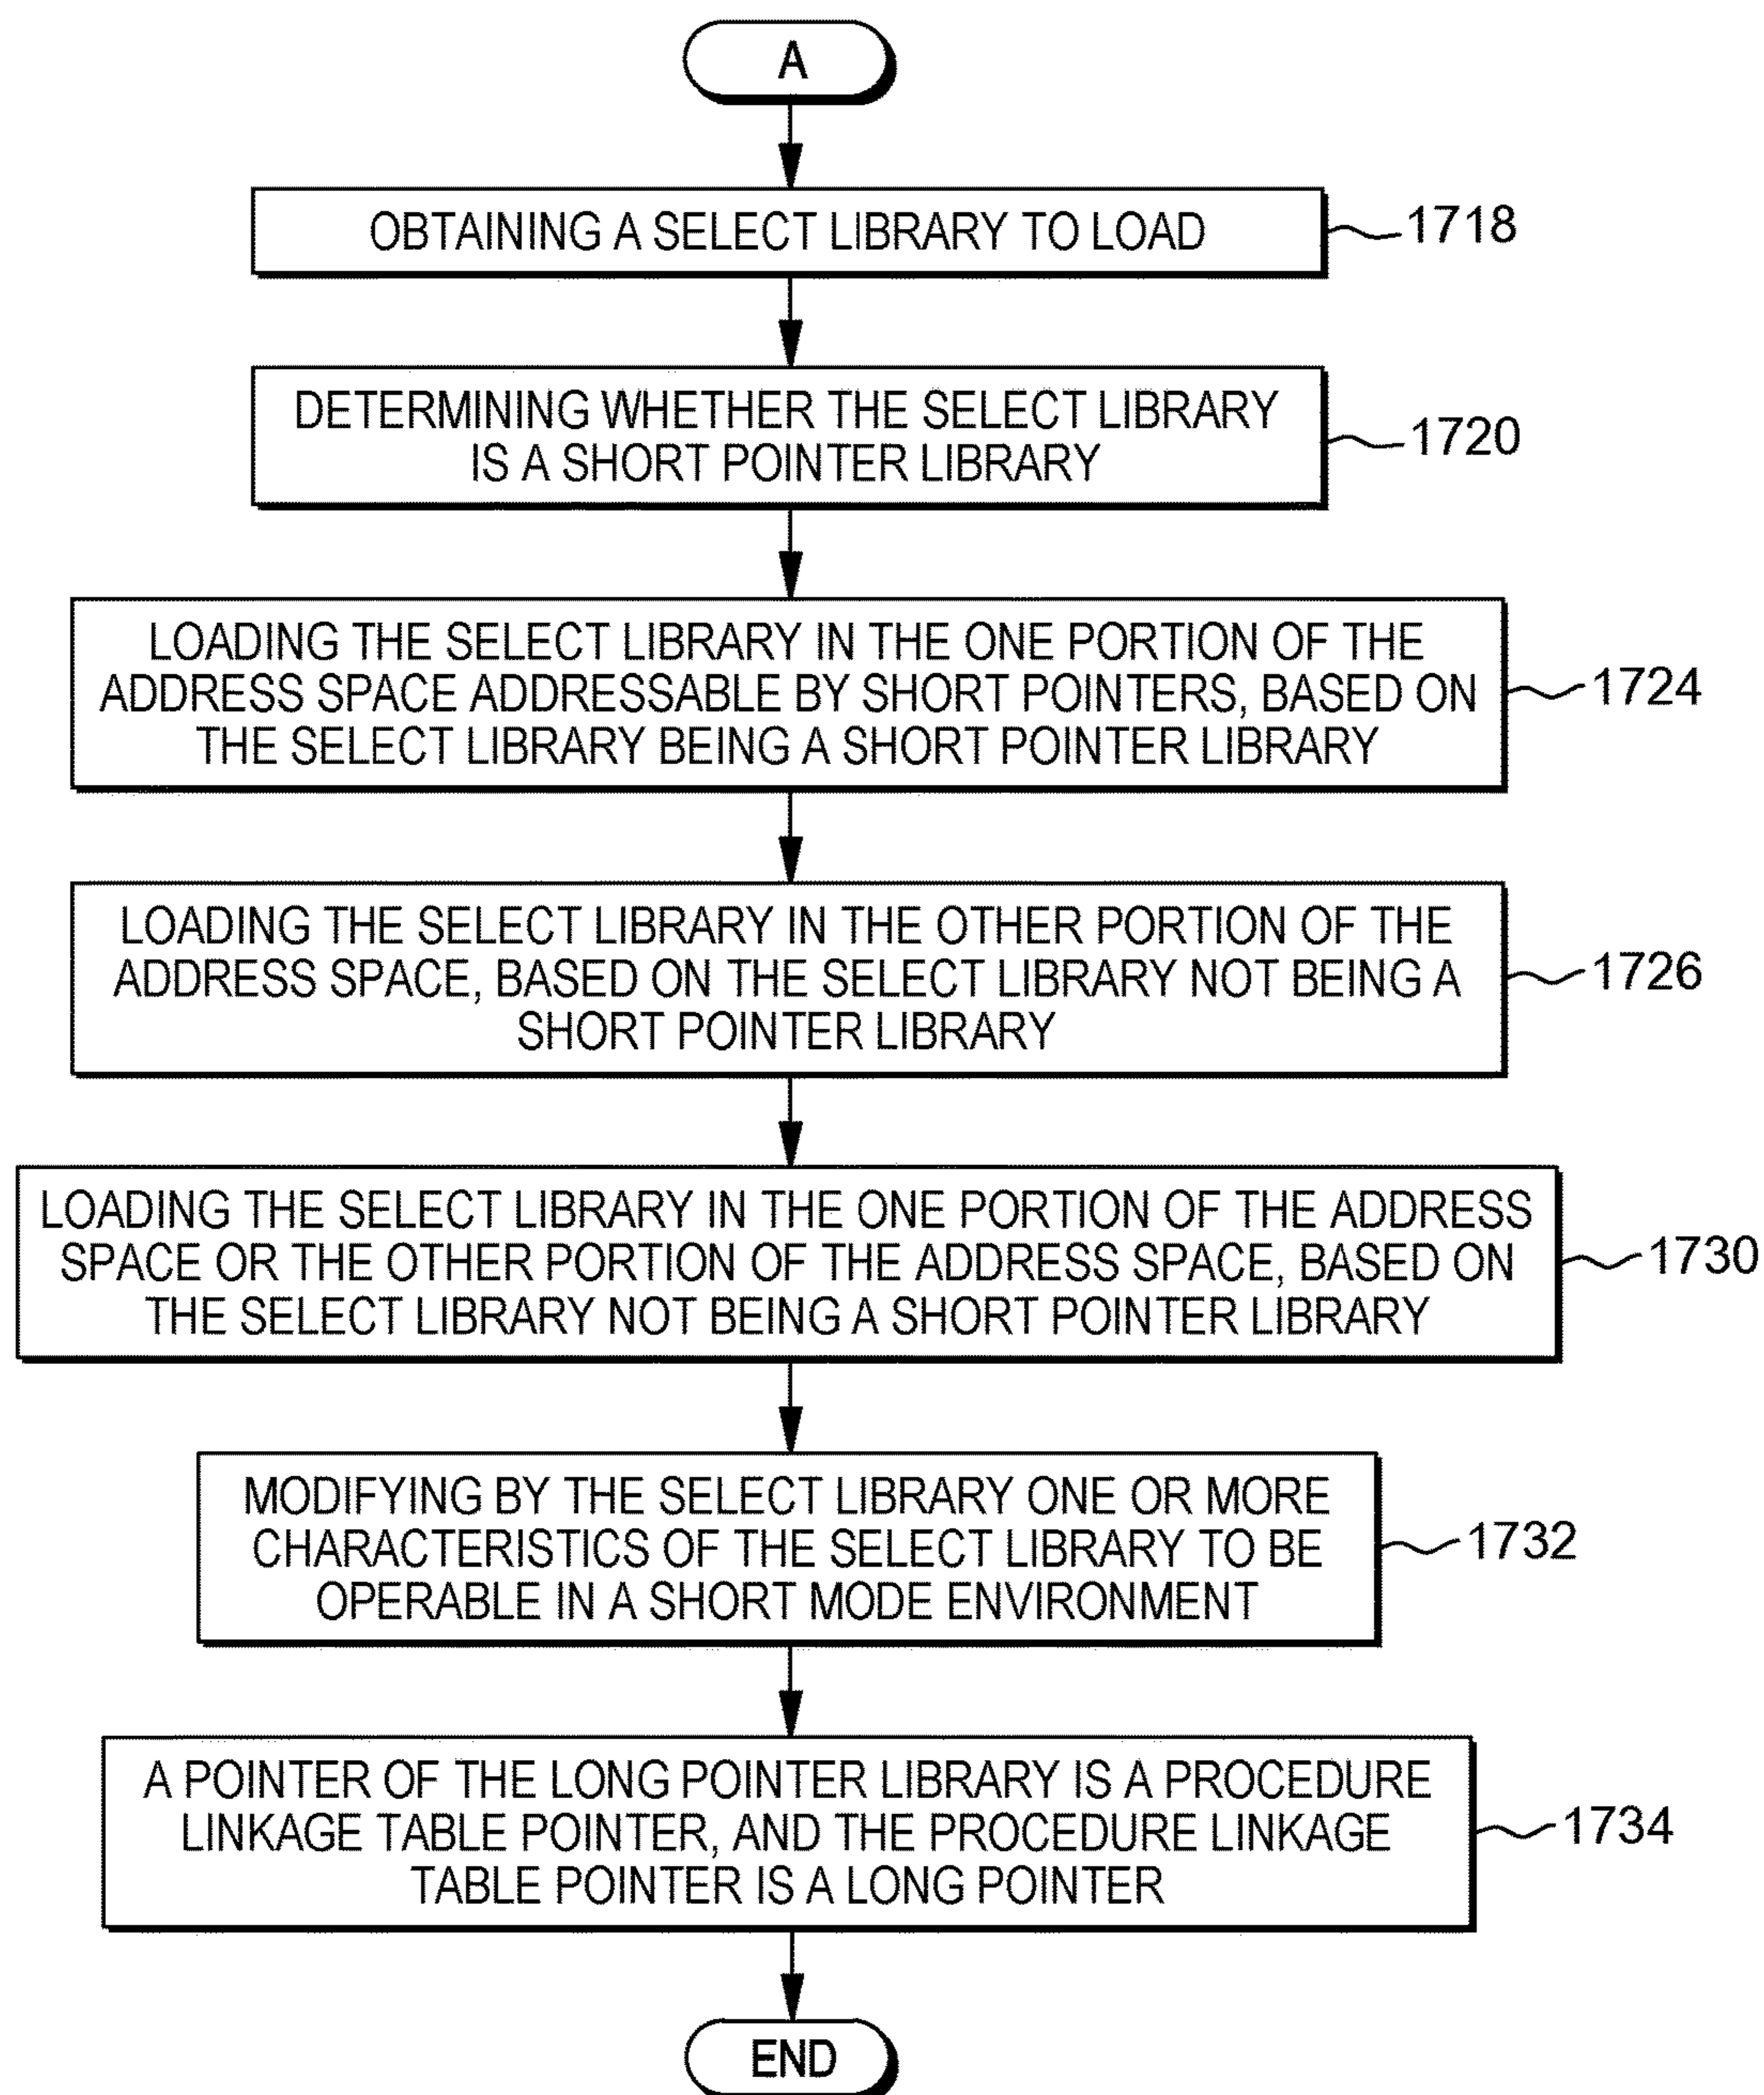 A
OBTAINING A SELECT LIBRARY TO LOAD
1718
DETERMINING WHETHER THE SELECT LIBRARY
IS A SHORT POINTER LIBRARY
1720
LOADING THE SELECT LIBRARY IN THE ONE PORTION OF THE
ADDRESS SPACE ADDRESSABLE BY SHORT POINTERS, BASED ON
THE SELECT LIBRARY BEING A SHORT POINTER LIBRARY
1724
LOADING THE SELECT LIBRARY IN THE OTHER PORTION OF THE
ADDRESS SPACE, BASED ON THE SELECT LIBRARY NOT BEING A
SHORT POINTER LIBRARY
1726
LOADING THE SELECT LIBRARY IN THE ONE PORTION OF THE ADDRESS
SPACE OR THE OTHER PORTION OF THE ADDRESS SPACE, BASED ON
THE SELECT LIBRARY NOT BEING A SHORT POINTER LIBRARY
1730
MODIFYING BY THE SELECT LIBRARY ONE OR MORE
CHARACTERISTICS OF THE SELECT LIBRARY TO BE
OPERABLE IN A SHORT MODE ENVIRONMENT
1732
A POINTER OF THE LONG POINTER LIBRARY IS A PROCEDURE
LINKAGE TABLE POINTER, AND THE PROCEDURE LINKAGE
TABLE POINTER IS A LONG POINTER
1734
END